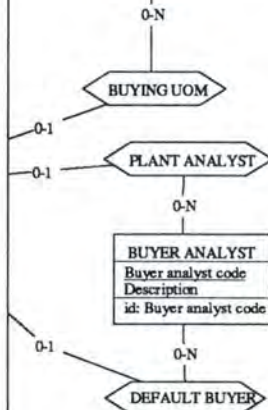 0-N
BUYING UOM
0-1
PLANT ANALYST
0-1
0-N
BUYER ANALYST
Buyer analyst code
Description
id: Buyer analyst code
0-1
0-N
DEFAULT BUYER